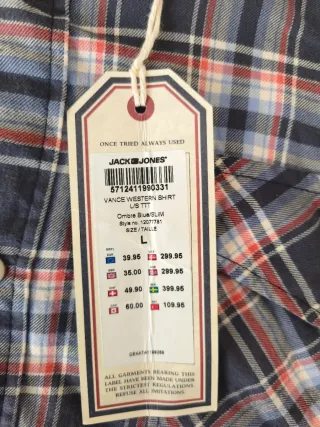 ONCE TRIED ALWAYS USED
JACK JONES
5712411990331
VANCE WESTERN SHIRT
L/S TTT
Ombre Blue/SLIM
Style no. 12077781
SIZE / TAILLE
L
39.95 299.95
35.00 299.95
49.90 399.95
60.00 109.95
ALL GARMENTS BEARING THIS
LABEL HAVE BEEN MADE UNDER
THE STRICTEST REGULATIONS.
REFUSE ALL IMITATIONS.